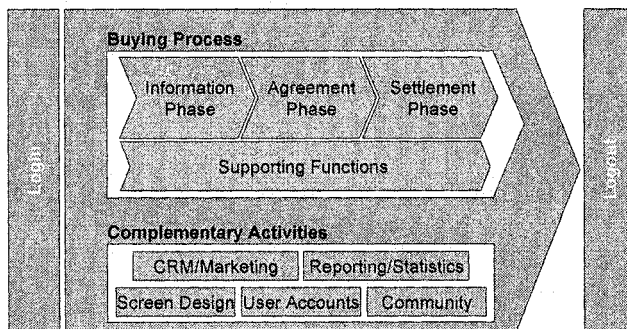 Login
Buying Process
Information
Phase
Agreement
Phase
Settlement
Phase
Supporting Functions
Complementary Activities
CRM/Marketing
Reporting/Statistics
Screen Design
User Accounts
Community
Logout